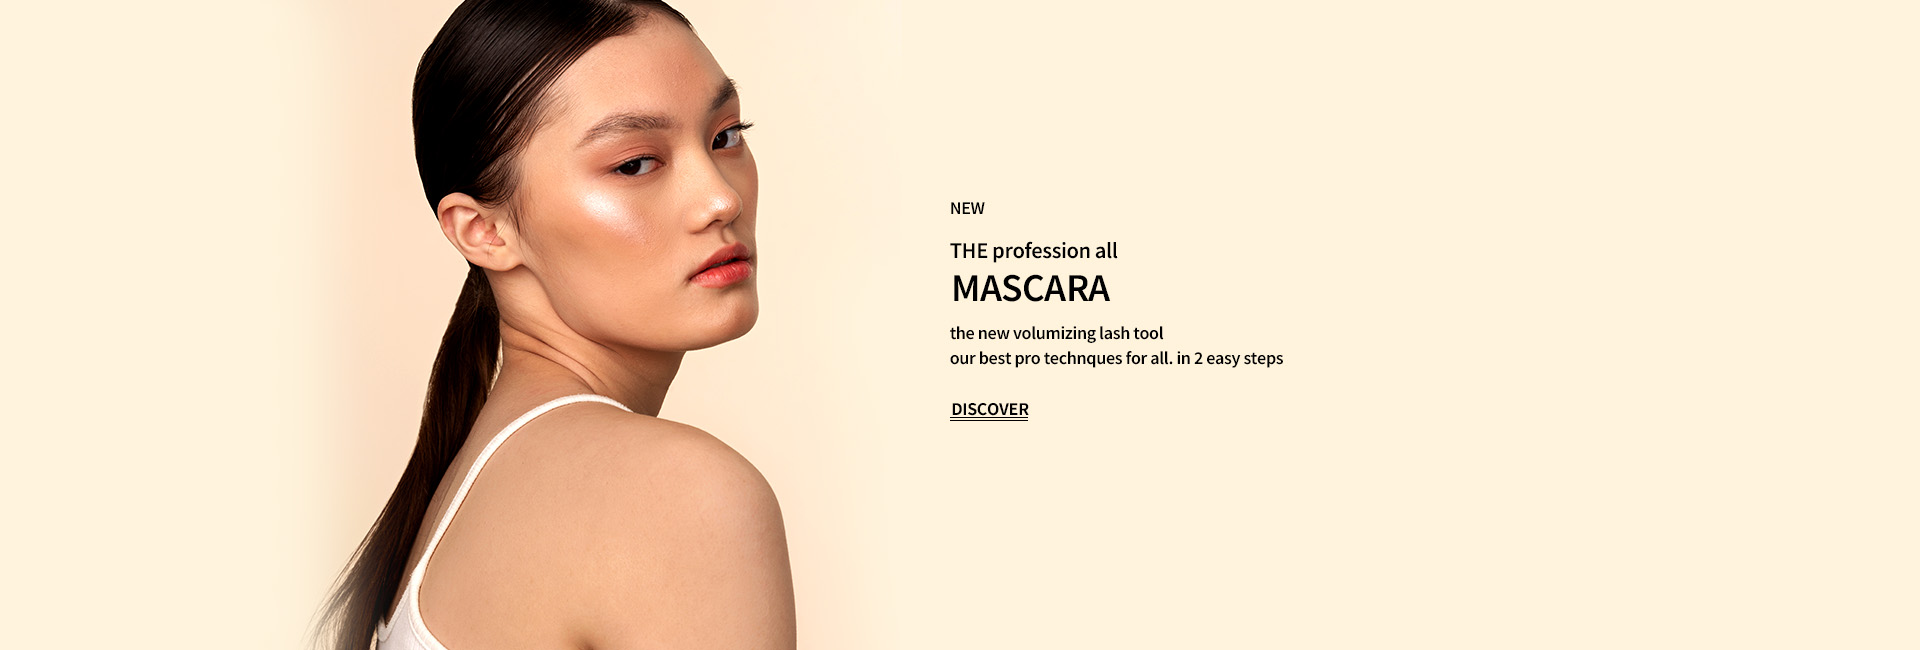 NEW
THE profession all
MASCARA
the new volumizing lash tool
our best pro technques for all. in 2 easy steps
DISCOVER